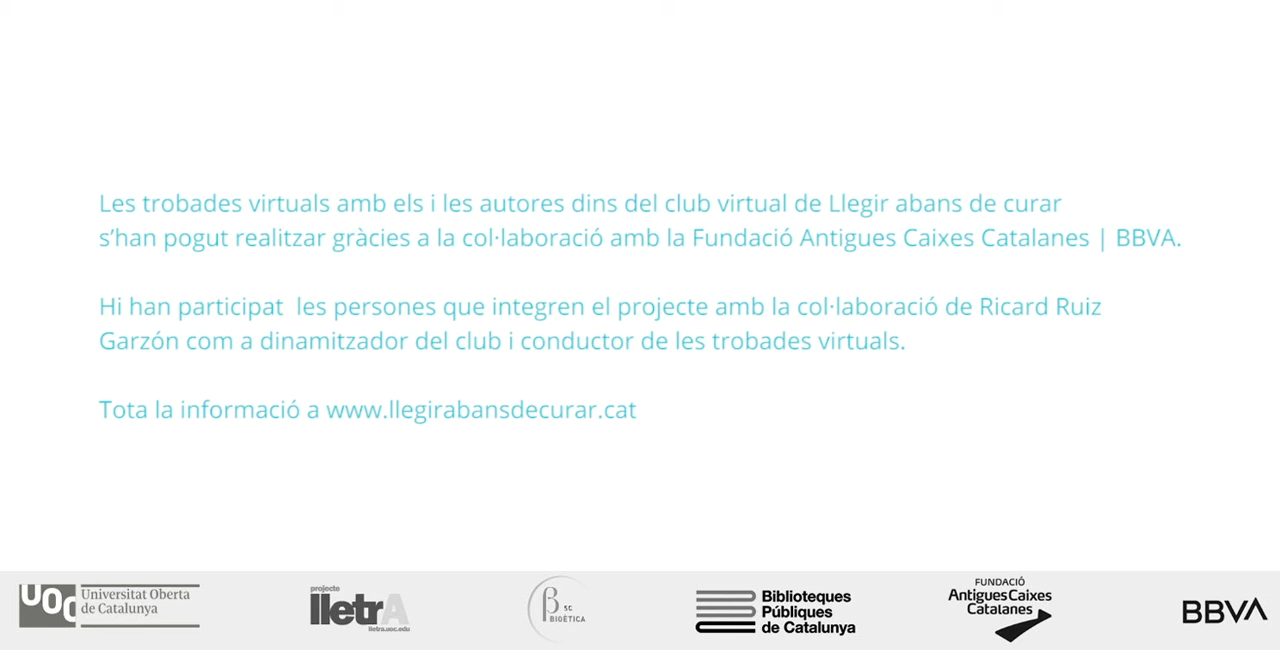 Les trobades virtuals amb els i les autores dins del club virtual de Llegir abans de curar
s’han pogut realitzar gràcies a la col·laboració amb la Fundació Antigues Caixes Catalanes | BBVA.
Hi han participat  les persones que integren el projecte amb la col·laboració de Ricard Ruiz
Garzón com a dinamitzador del club i conductor de les trobades virtuals.
Tota la informació a www.llegirabansdecurar.cat
UOC
Universitat Oberta
de Catalunya
projecte
lletrA
lletra.uoc.edu
β
SC
BIOÈTICA
Biblioteques
Públiques
de Catalunya
FUNDACIÓ
Antigues Caixes
Catalanes
BBVA